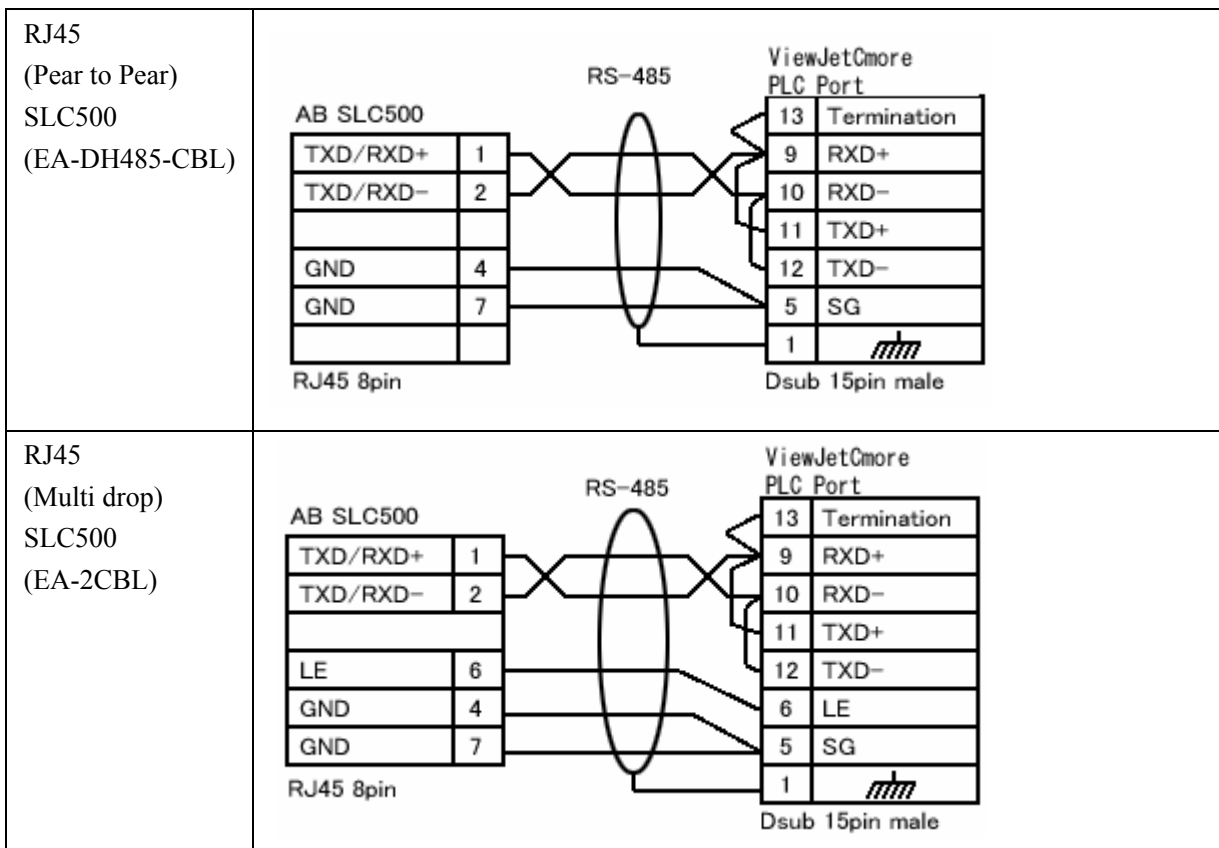 RJ45
(Pear to Pear)
SLC500
(EA-DH485-CBL)
RS-485
ViewJetCmore
PLC Port
AB SLC500
TXD/RXD+ 1
TXD/RXD- 2
GND 4
GND 7
RJ45 8pin
13 Termination
9 RXD+
10 RXD-
11 TXD+
12 TXD-
5 SG
1
Dsub 15pin male
RJ45
(Multi drop)
SLC500
(EA-2CBL)
RS-485
ViewJetCmore
PLC Port
AB SLC500
TXD/RXD+ 1
TXD/RXD- 2
LE 6
GND 4
GND 7
RJ45 8pin
13 Termination
9 RXD+
10 RXD-
11 TXD+
12 TXD-
6 LE
5 SG
1
Dsub 15pin male